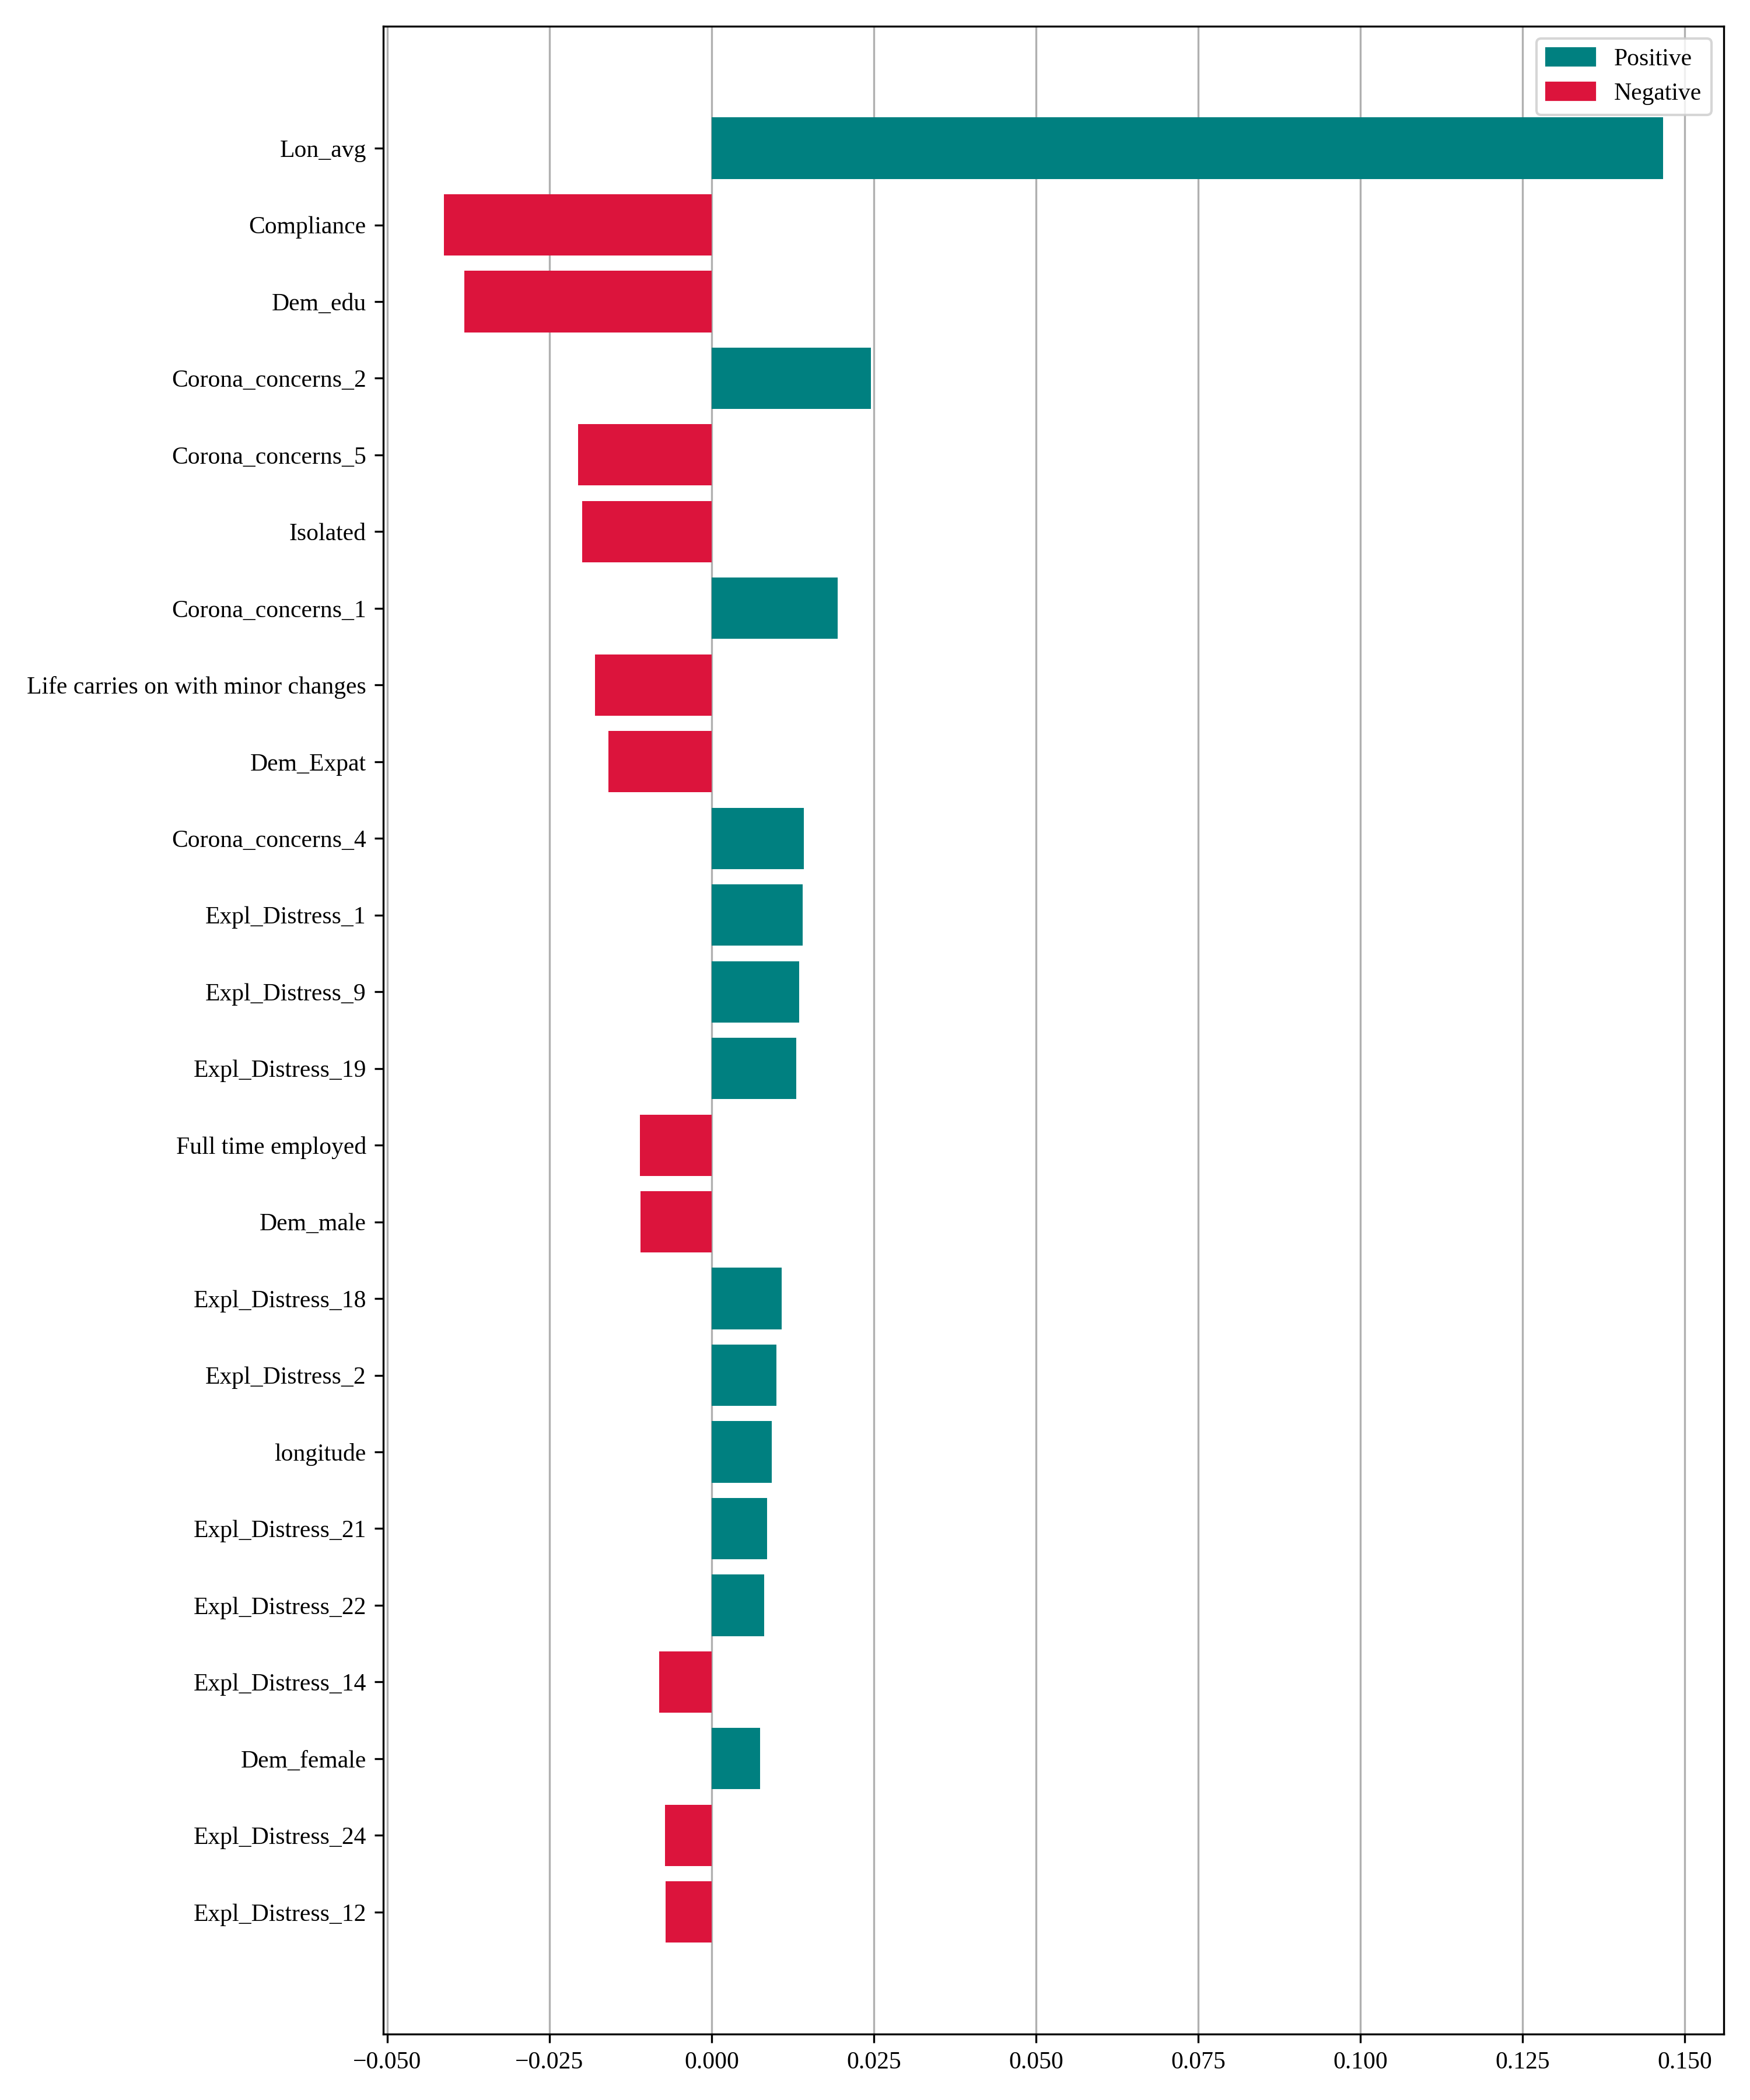 Positive
Negative
Lon_avg
Compliance
Dem_edu
Corona_concerns_2
Corona_concerns_5
Isolated
Corona_concerns_1
Life carries on with minor changes
Dem_Expat
Corona_concerns_4
Expl_Distress_1
Expl_Distress_9
Expl_Distress_19
Full time employed
Dem_male
Expl_Distress_18
Expl_Distress_2
longitude
Expl_Distress_21
Expl_Distress_22
Expl_Distress_14
Dem_female
Expl_Distress_24
Expl_Distress_12
−0.050 −0.025 0.000 0.025 0.050 0.075 0.100 0.125 0.150